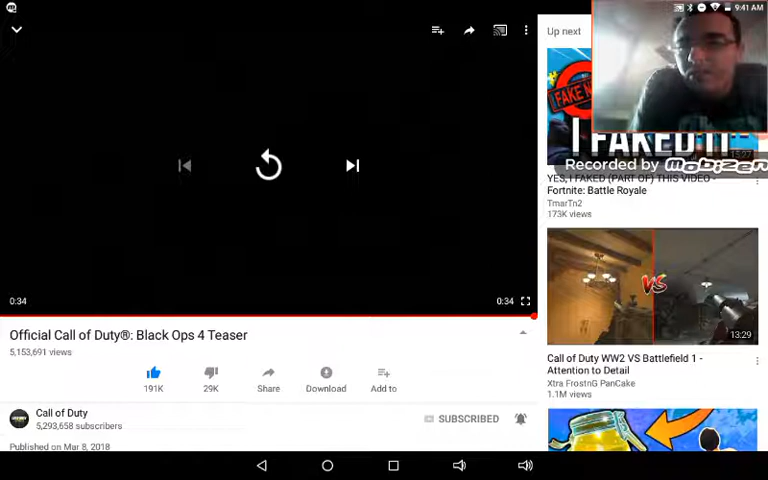 9:41 AM
Up next
FAKE N
I FAKED IT
15:27
Recorded by Mobizen
YES, I FAKED (PART OF) THIS VIDEO -
Fortnite: Battle Royale
TmarTn2
173K views
0:34
0:34
VS
13:29
Official Call of Duty®: Black Ops 4 Teaser
5,153,691 views
191K
29K
Share
Download
Add to
Call of Duty WW2 VS Battlefield 1 -
Attention to Detail
Xtra FrostnG PanCake
1.1M views
Call of Duty
5,293,658 subscribers
SUBSCRIBED
Published on Mar 8, 2018